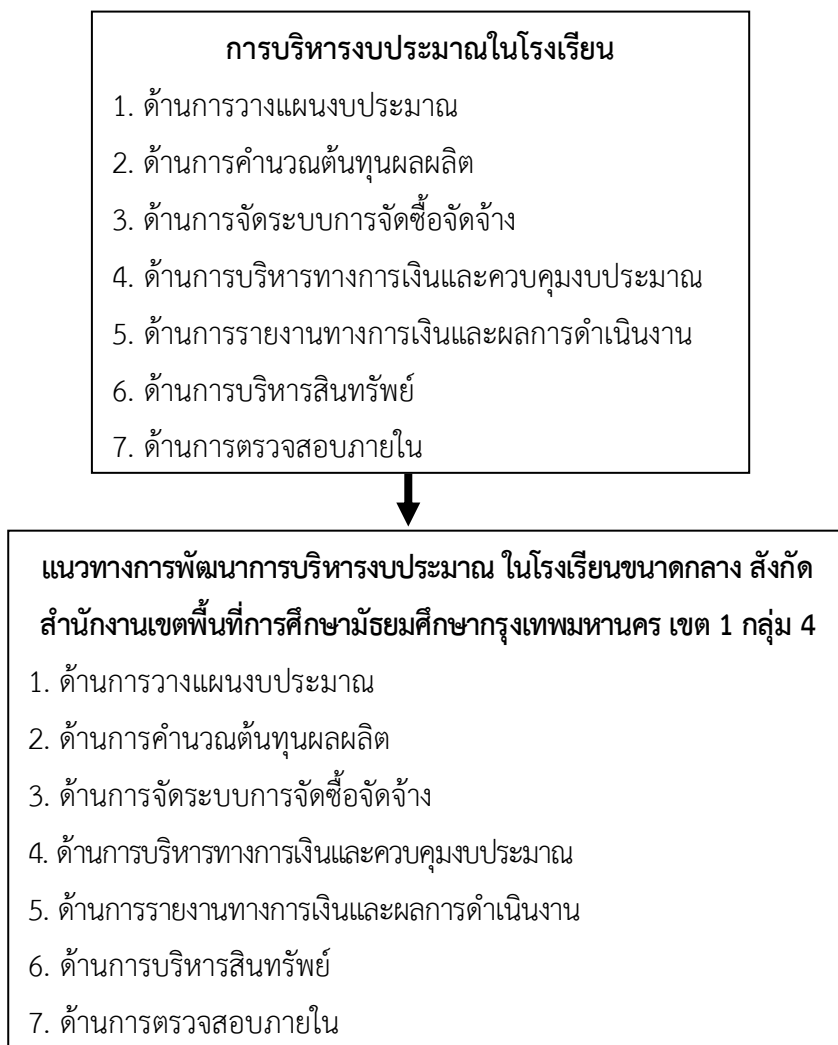 การบริหารงบประมาณในโรงเรียน
1. ด้านการวางแผนงบประมาณ
2. ด้านการคำนวณต้นทุนผลผลิต
3. ด้านการจัดระบบการจัดซื้อจัดจ้าง
4. ด้านการบริหารทางการเงินและควบคุมงบประมาณ
5. ด้านการรายงานทางการเงินและผลการดำเนินงาน
6. ด้านการบริหารสินทรัพย์
7. ด้านการตรวจสอบภายใน
แนวทางการพัฒนาการบริหารงบประมาณ ในโรงเรียนขนาดกลาง สังกัด
สำนักงานเขตพื้นที่การศึกษามัธยมศึกษากรุงเทพมหานคร เขต 1 กลุ่ม 4
1. ด้านการวางแผนงบประมาณ
2. ด้านการคำนวณต้นทุนผลผลิต
3. ด้านการจัดระบบการจัดซื้อจัดจ้าง
4. ด้านการบริหารทางการเงินและควบคุมงบประมาณ
5. ด้านการรายงานทางการเงินและผลการดำเนินงาน
6. ด้านการบริหารสินทรัพย์
7. ด้านการตรวจสอบภายใน